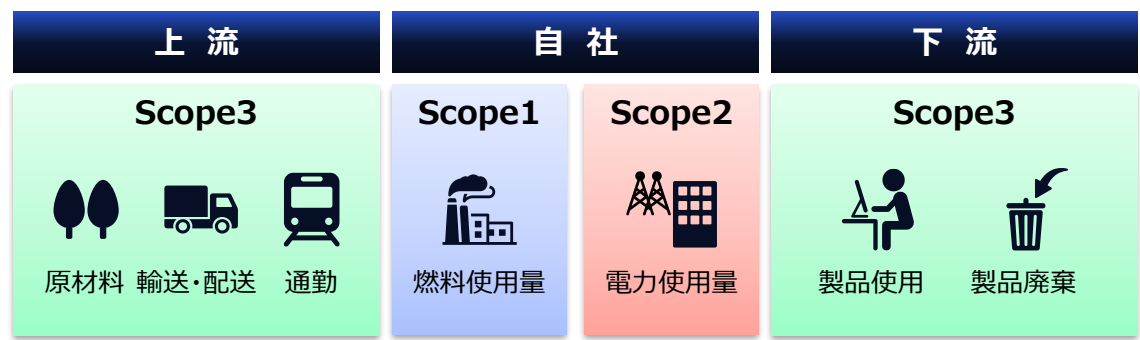 上 流
自 社
下 流
Scope3
Scope1
Scope2
Scope3
原材料
輸送・配送
通勤
燃料使用量
電力使用量
製品使用
製品廃棄